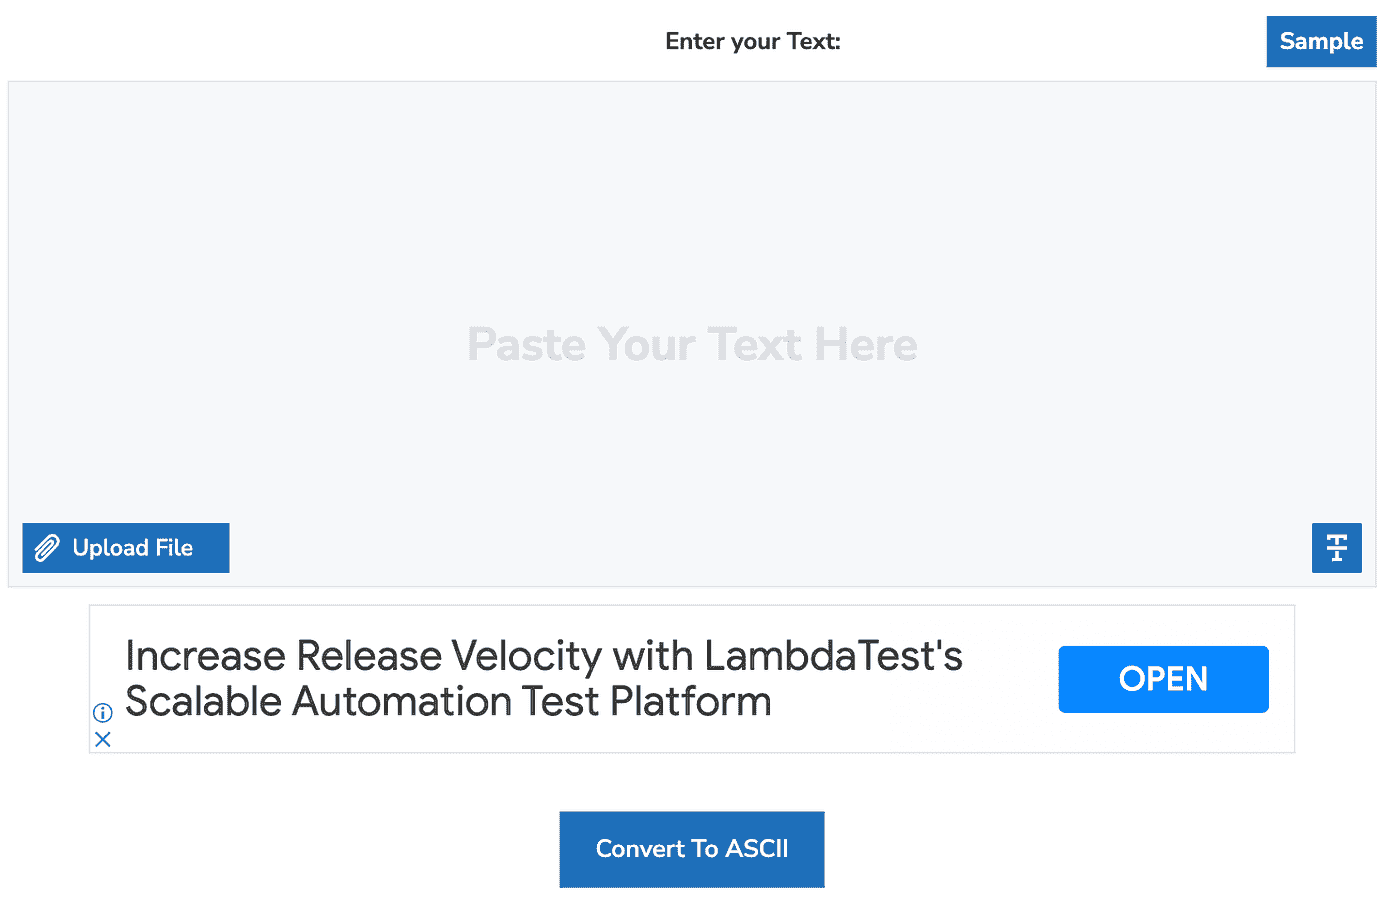 Enter your Text:
Sample
Paste Your Text Here
Upload File
Increase Release Velocity with LambdaTest's
Scalable Automation Test Platform
OPEN
Convert To ASCII